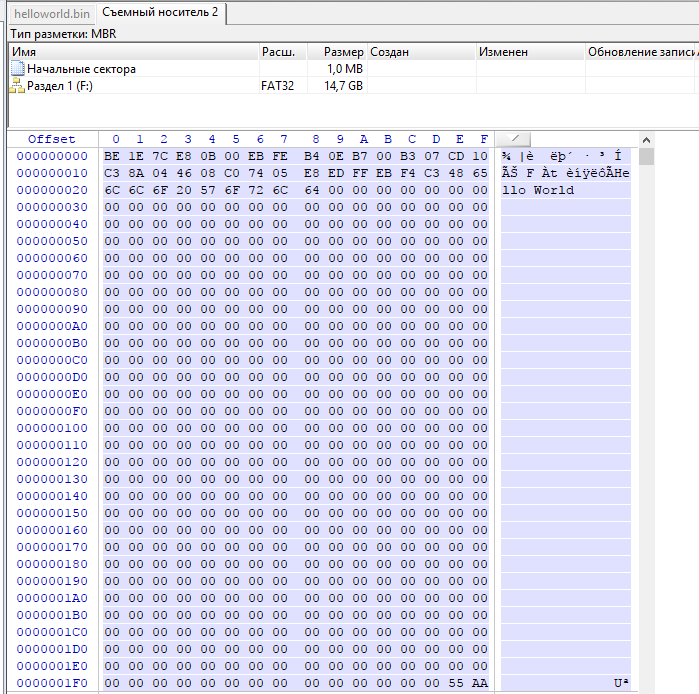 helloworld.bin Съемный носитель 2
Тип разметки: MBR
Имя Расш. Размер Создан Изменен Обновление записи
Начальные сектора 1,0 MB
Раздел 1 (F:) FAT32 14,7 GB
Offset 0 1 2 3 4 5 6 7 8 9 A B C D E F
000000000 BE 1E 7C E8 0B 00 EB FE B4 0E B7 00 B3 07 CD 10 ¾ |è ëþ´ · ³ Í
000000010 C3 8A 04 46 08 C0 74 05 E8 ED FF EB F4 C3 48 65 ÃŠ F Àt èíÿëôÃHe
000000020 6C 6C 6F 20 57 6F 72 6C 64 00 00 00 00 00 00 00 llo World
000000030 00 00 00 00 00 00 00 00 00 00 00 00 00 00 00 00
000000040 00 00 00 00 00 00 00 00 00 00 00 00 00 00 00 00
000000050 00 00 00 00 00 00 00 00 00 00 00 00 00 00 00 00
000000060 00 00 00 00 00 00 00 00 00 00 00 00 00 00 00 00
000000070 00 00 00 00 00 00 00 00 00 00 00 00 00 00 00 00
000000080 00 00 00 00 00 00 00 00 00 00 00 00 00 00 00 00
000000090 00 00 00 00 00 00 00 00 00 00 00 00 00 00 00 00
0000000A0 00 00 00 00 00 00 00 00 00 00 00 00 00 00 00 00
0000000B0 00 00 00 00 00 00 00 00 00 00 00 00 00 00 00 00
0000000C0 00 00 00 00 00 00 00 00 00 00 00 00 00 00 00 00
0000000D0 00 00 00 00 00 00 00 00 00 00 00 00 00 00 00 00
0000000E0 00 00 00 00 00 00 00 00 00 00 00 00 00 00 00 00
0000000F0 00 00 00 00 00 00 00 00 00 00 00 00 00 00 00 00
000000100 00 00 00 00 00 00 00 00 00 00 00 00 00 00 00 00
000000110 00 00 00 00 00 00 00 00 00 00 00 00 00 00 00 00
000000120 00 00 00 00 00 00 00 00 00 00 00 00 00 00 00 00
000000130 00 00 00 00 00 00 00 00 00 00 00 00 00 00 00 00
000000140 00 00 00 00 00 00 00 00 00 00 00 00 00 00 00 00
000000150 00 00 00 00 00 00 00 00 00 00 00 00 00 00 00 00
000000160 00 00 00 00 00 00 00 00 00 00 00 00 00 00 00 00
000000170 00 00 00 00 00 00 00 00 00 00 00 00 00 00 00 00
000000180 00 00 00 00 00 00 00 00 00 00 00 00 00 00 00 00
000000190 00 00 00 00 00 00 00 00 00 00 00 00 00 00 00 00
0000001A0 00 00 00 00 00 00 00 00 00 00 00 00 00 00 00 00
0000001B0 00 00 00 00 00 00 00 00 00 00 00 00 00 00 00 00
0000001C0 00 00 00 00 00 00 00 00 00 00 00 00 00 00 00 00
0000001D0 00 00 00 00 00 00 00 00 00 00 00 00 00 00 00 00
0000001E0 00 00 00 00 00 00 00 00 00 00 00 00 00 00 00 00
0000001F0 00 00 00 00 00 00 00 00 00 00 00 00 00 00 55 AA Uª